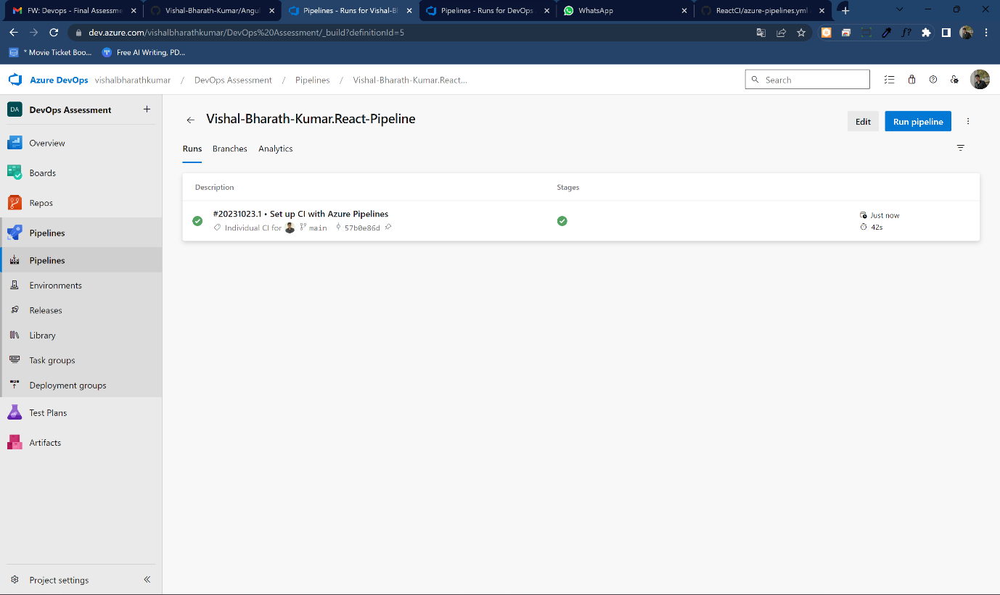 FW: Devops - Final Assessme
Vishal-Bharath-Kumar/Angul
Pipelines - Runs for Vishal-Bh
Pipelines - Runs for DevOps
WhatsApp
ReactCI/azure-pipelines.yml
dev.azure.com/vishalbharathkumar/DevOps%20Assessment/_build?definitionId=5
f?
* Movie Ticket Boo...
Free AI Writing, PD...
Azure DevOps vishalbharathkumar / DevOps Assessment / Pipelines / Vishal-Bharath-Kumar.React...
Search
DA DevOps Assessment
Overview
Boards
Repos
Pipelines
Pipelines
Environments
Releases
Library
Task groups
Deployment groups
Test Plans
Artifacts
Project settings
Vishal-Bharath-Kumar.React-Pipeline
Edit
Run pipeline
Runs Branches Analytics
Description Stages
#20231023.1 • Set up CI with Azure Pipelines
Individual CI for main 57b0e86d
Just now
42s